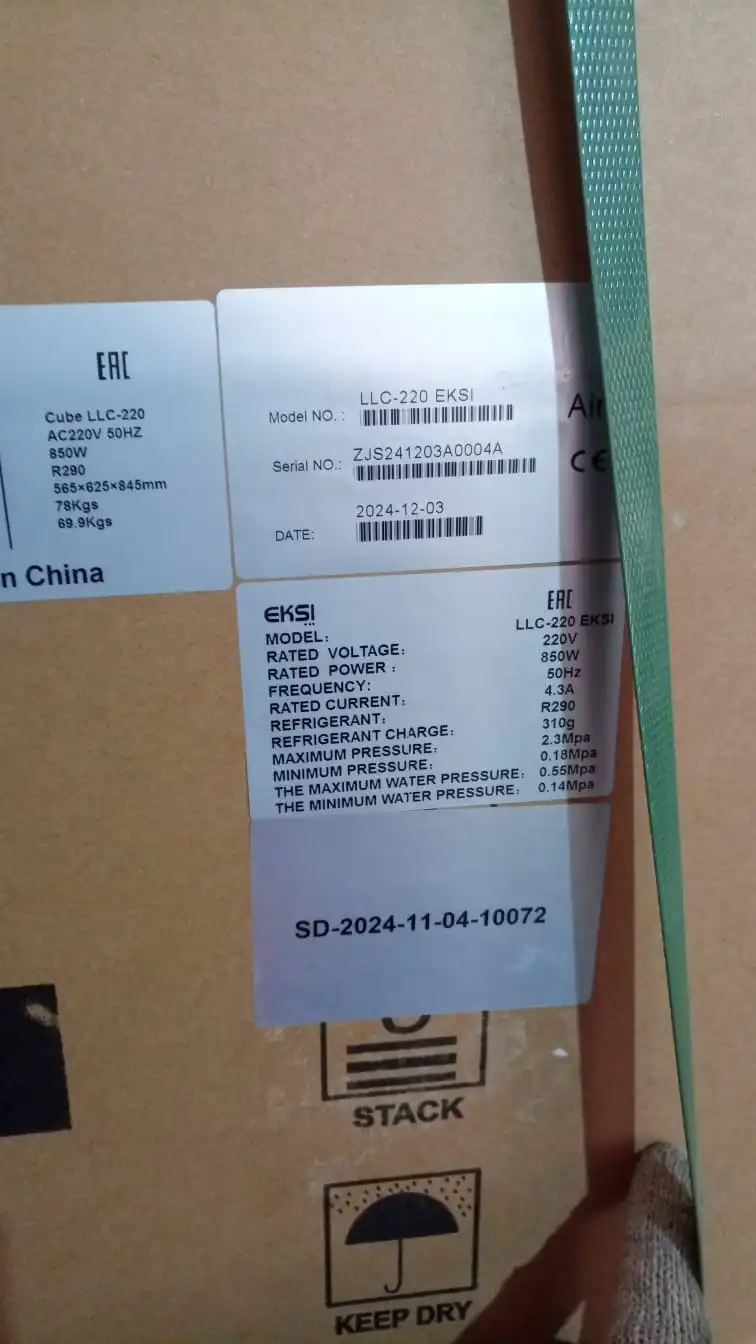 EAC
Cube LLC-220
AC220V 50HZ
850W
R290
565×625×845mm
78Kgs
69.9Kgs
n China
Model NO. : LLC-220 EKSI
Serial NO.: ZJS241203A0004A
DATE: 2024-12-03
Air
CE
EKSI
EAC
MODEL: LLC-220 EKSI
RATED VOLTAGE: 220V
RATED POWER : 850W
FREQUENCY: 50Hz
RATED CURRENT: 4.3A
REFRIGERANT: R290
REFRIGERANT CHARGE: 310g
MAXIMUM PRESSURE: 2.3Mpa
MINIMUM PRESSURE: 0.18Mpa
THE MAXIMUM WATER PRESSURE: 0.55Mpa
THE MINIMUM WATER PRESSURE: 0.14Mpa
SD-2024-11-04-10072
STACK
KEEP DRY